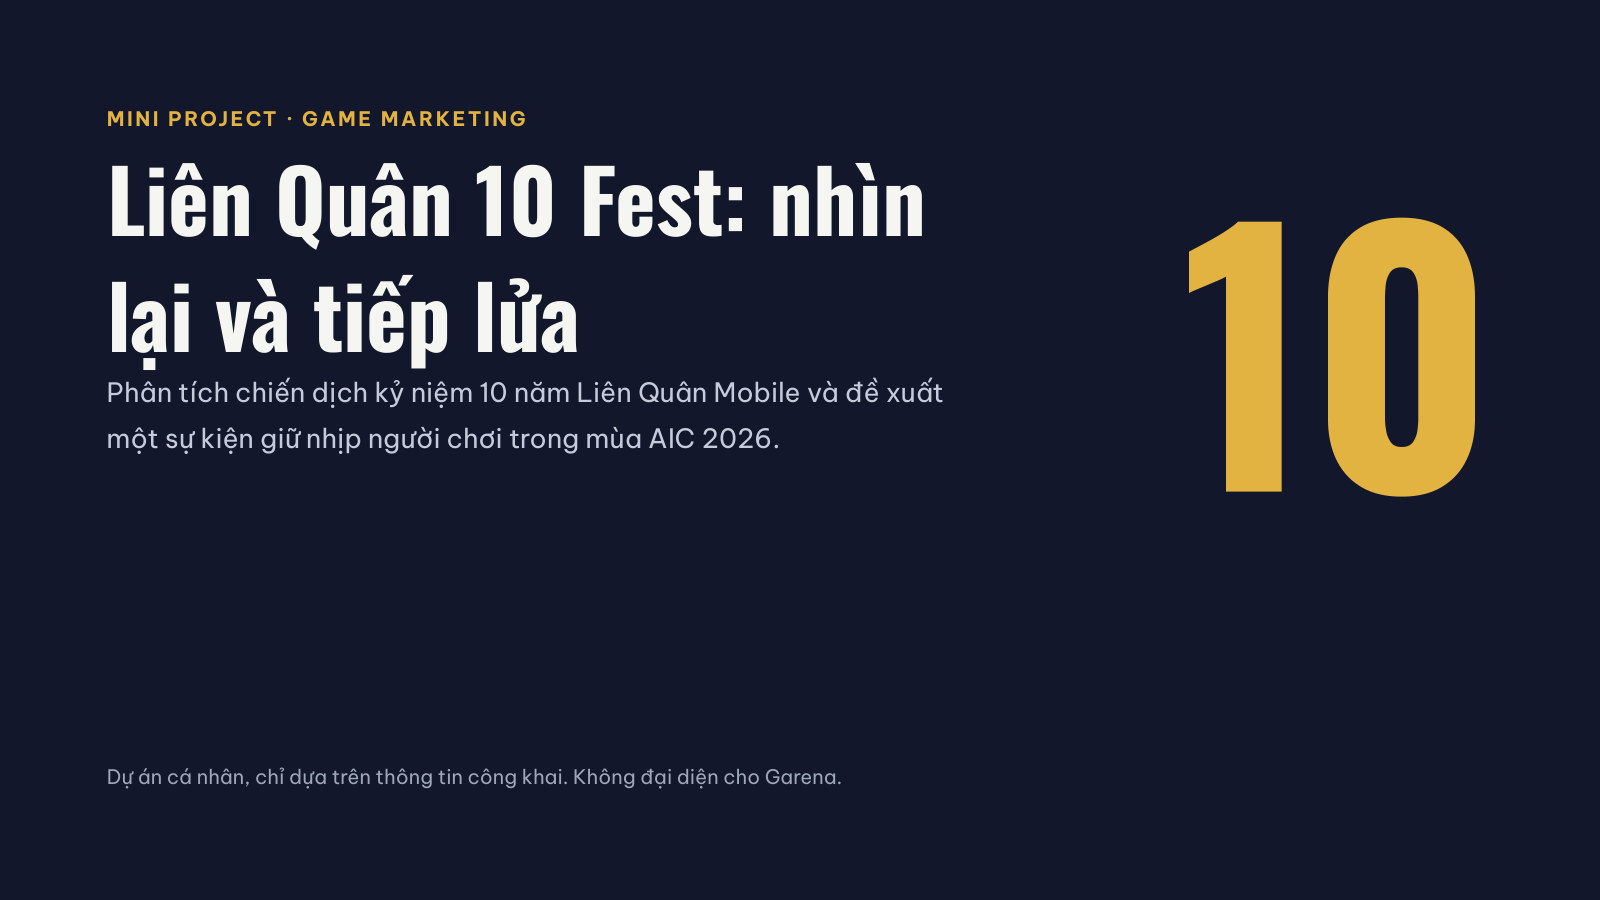 MINI PROJECT · GAME MARKETING
Liên Quân 10 Fest: nhìn
lại và tiếp lửa
Phân tích chiến dịch kỷ niệm 10 năm Liên Quân Mobile và đề xuất
một sự kiện giữ nhịp người chơi trong mùa AIC 2026.
10
Dự án cá nhân, chỉ dựa trên thông tin công khai. Không đại diện cho Garena.